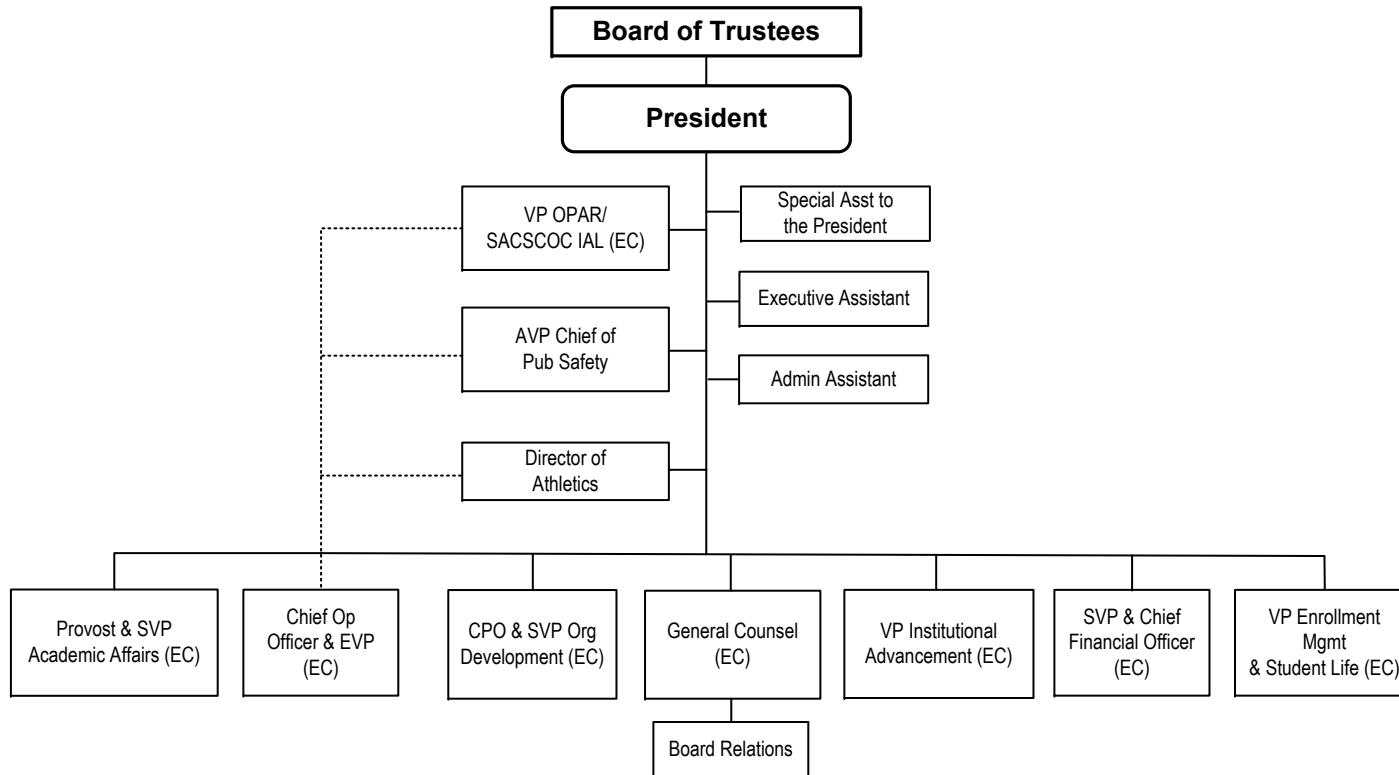 Board of Trustees
President
VP OPAR/
SACSCOC IAL (EC)
Special Asst to
the President
Executive Assistant
AVP Chief of
Pub Safety
Admin Assistant
Director of
Athletics
Provost & SVP
Academic Affairs (EC)
Chief Op
Officer & EVP
(EC)
CPO & SVP Org
Development (EC)
General Counsel
(EC)
VP Institutional
Advancement (EC)
SVP & Chief
Financial Officer
(EC)
VP Enrollment
Mgmt
& Student Life (EC)
Board Relations